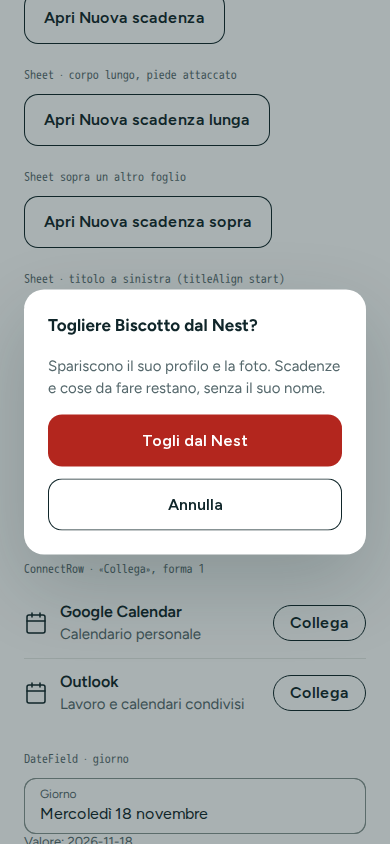 Apri Nuova scadenza
Sheet · corpo lungo, piede attaccato
Apri Nuova scadenza lunga
Sheet sopra un altro foglio
Apri Nuova scadenza sopra
Sheet · titolo a sinistra (titleAlign start)
Togliere Biscotto dal Nest?
Spariscono il suo profilo e la foto. Scadenze
e cose da fare restano, senza il suo nome.
Togli dal Nest
Annulla
ConnectRow · «Collega», forma 1
Google Calendar
Calendario personale
Collega
Outlook
Lavoro e calendari condivisi
Collega
DateField · giorno
Giorno
Mercoledì 18 novembre
Valore: 2026-11-18